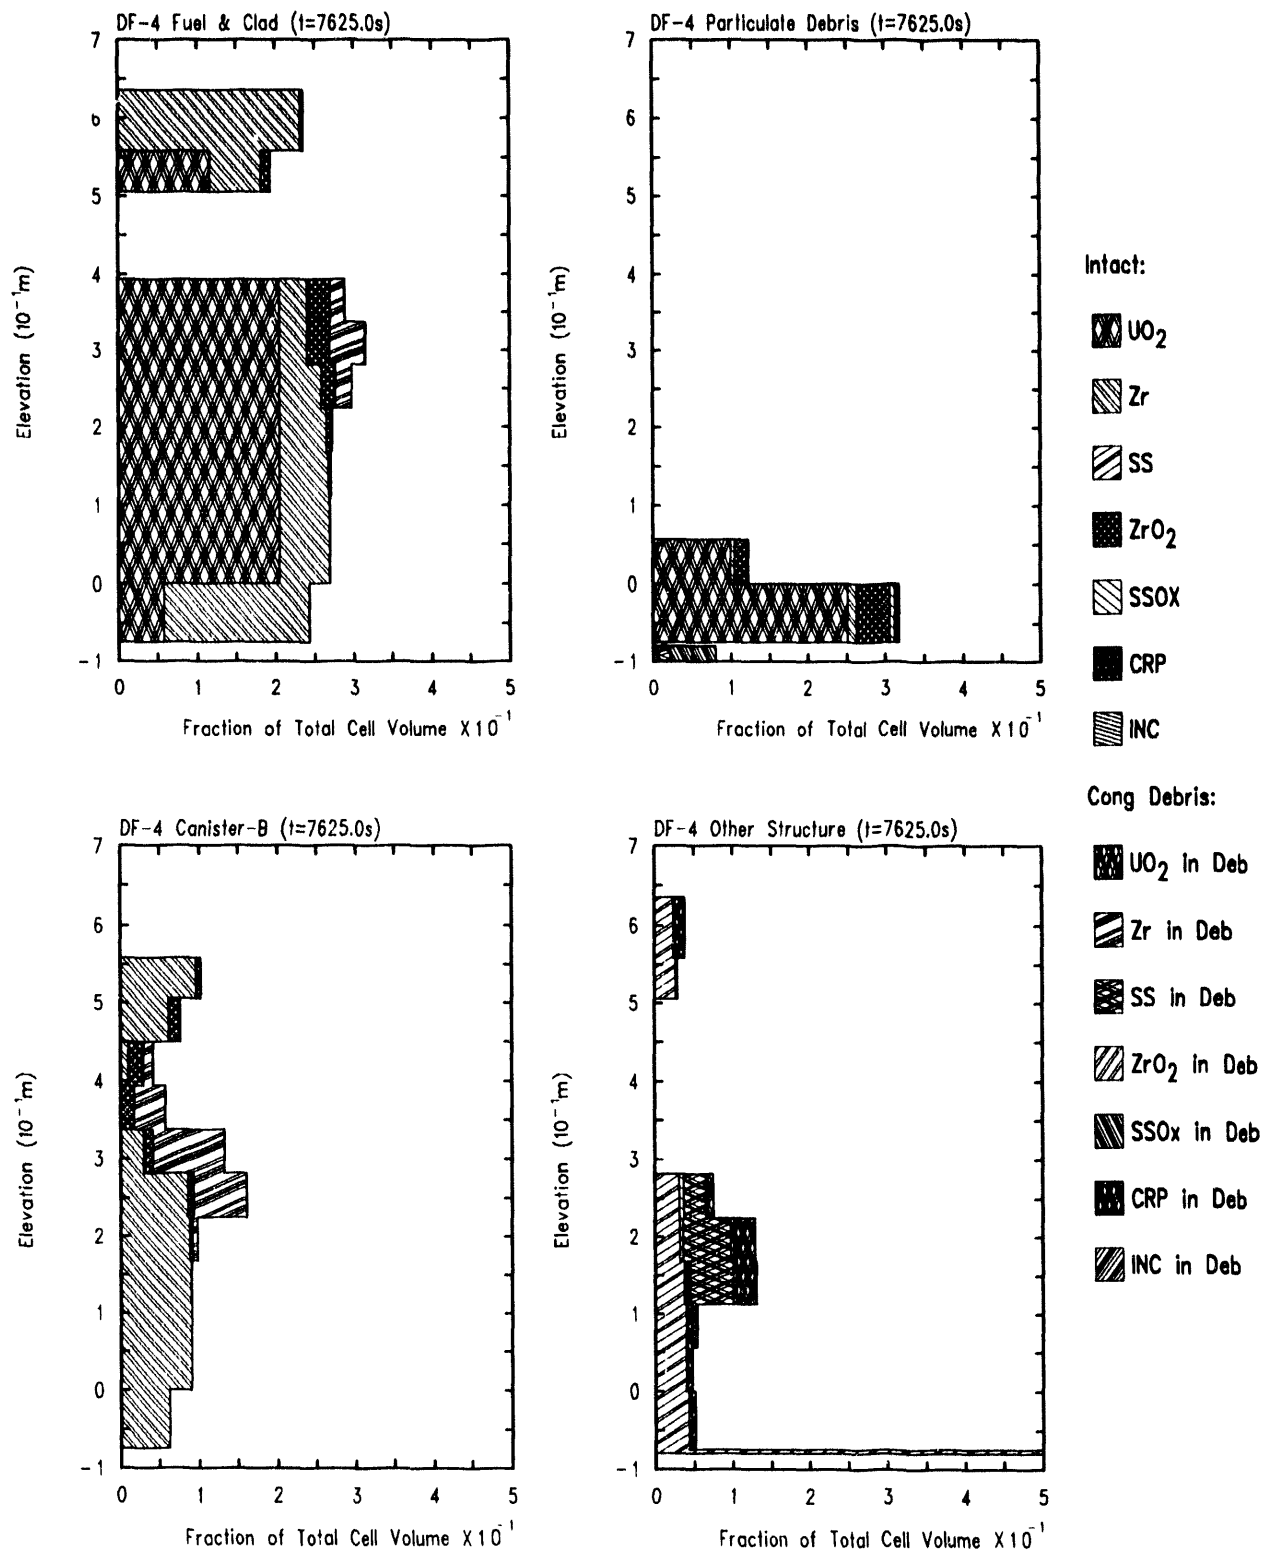 DF-4 Fuel & Clad (t=7625.0s)
7
6
5
4
3
2
1
0
-1
Elevation (10⁻¹m)
0 1 2 3 4 5
Fraction of Total Cell Volume X10⁻¹
DF-4 Particulate Debris (t=7625.0s)
7
6
5
4
3
2
1
0
-1
Elevation (10⁻¹m)
0 1 2 3 4 5
Fraction of Total Cell Volume X10⁻¹
Intact:
UO₂
Zr
SS
ZrO₂
SSOX
CRP
INC
Cong Debris:
UO₂ in Deb
Zr in Deb
SS in Deb
ZrO₂ in Deb
SSOx in Deb
CRP in Deb
INC in Deb
DF-4 Canister-B (t=7625.0s)
7
6
5
4
3
2
1
0
-1
Elevation (10⁻¹m)
0 1 2 3 4 5
Fraction of Total Cell Volume X10⁻¹
DF-4 Other Structure (t=7625.0s)
7
6
5
4
3
2
1
0
-1
Elevation (10⁻¹m)
0 1 2 3 4 5
Fraction of Total Cell Volume X10⁻¹